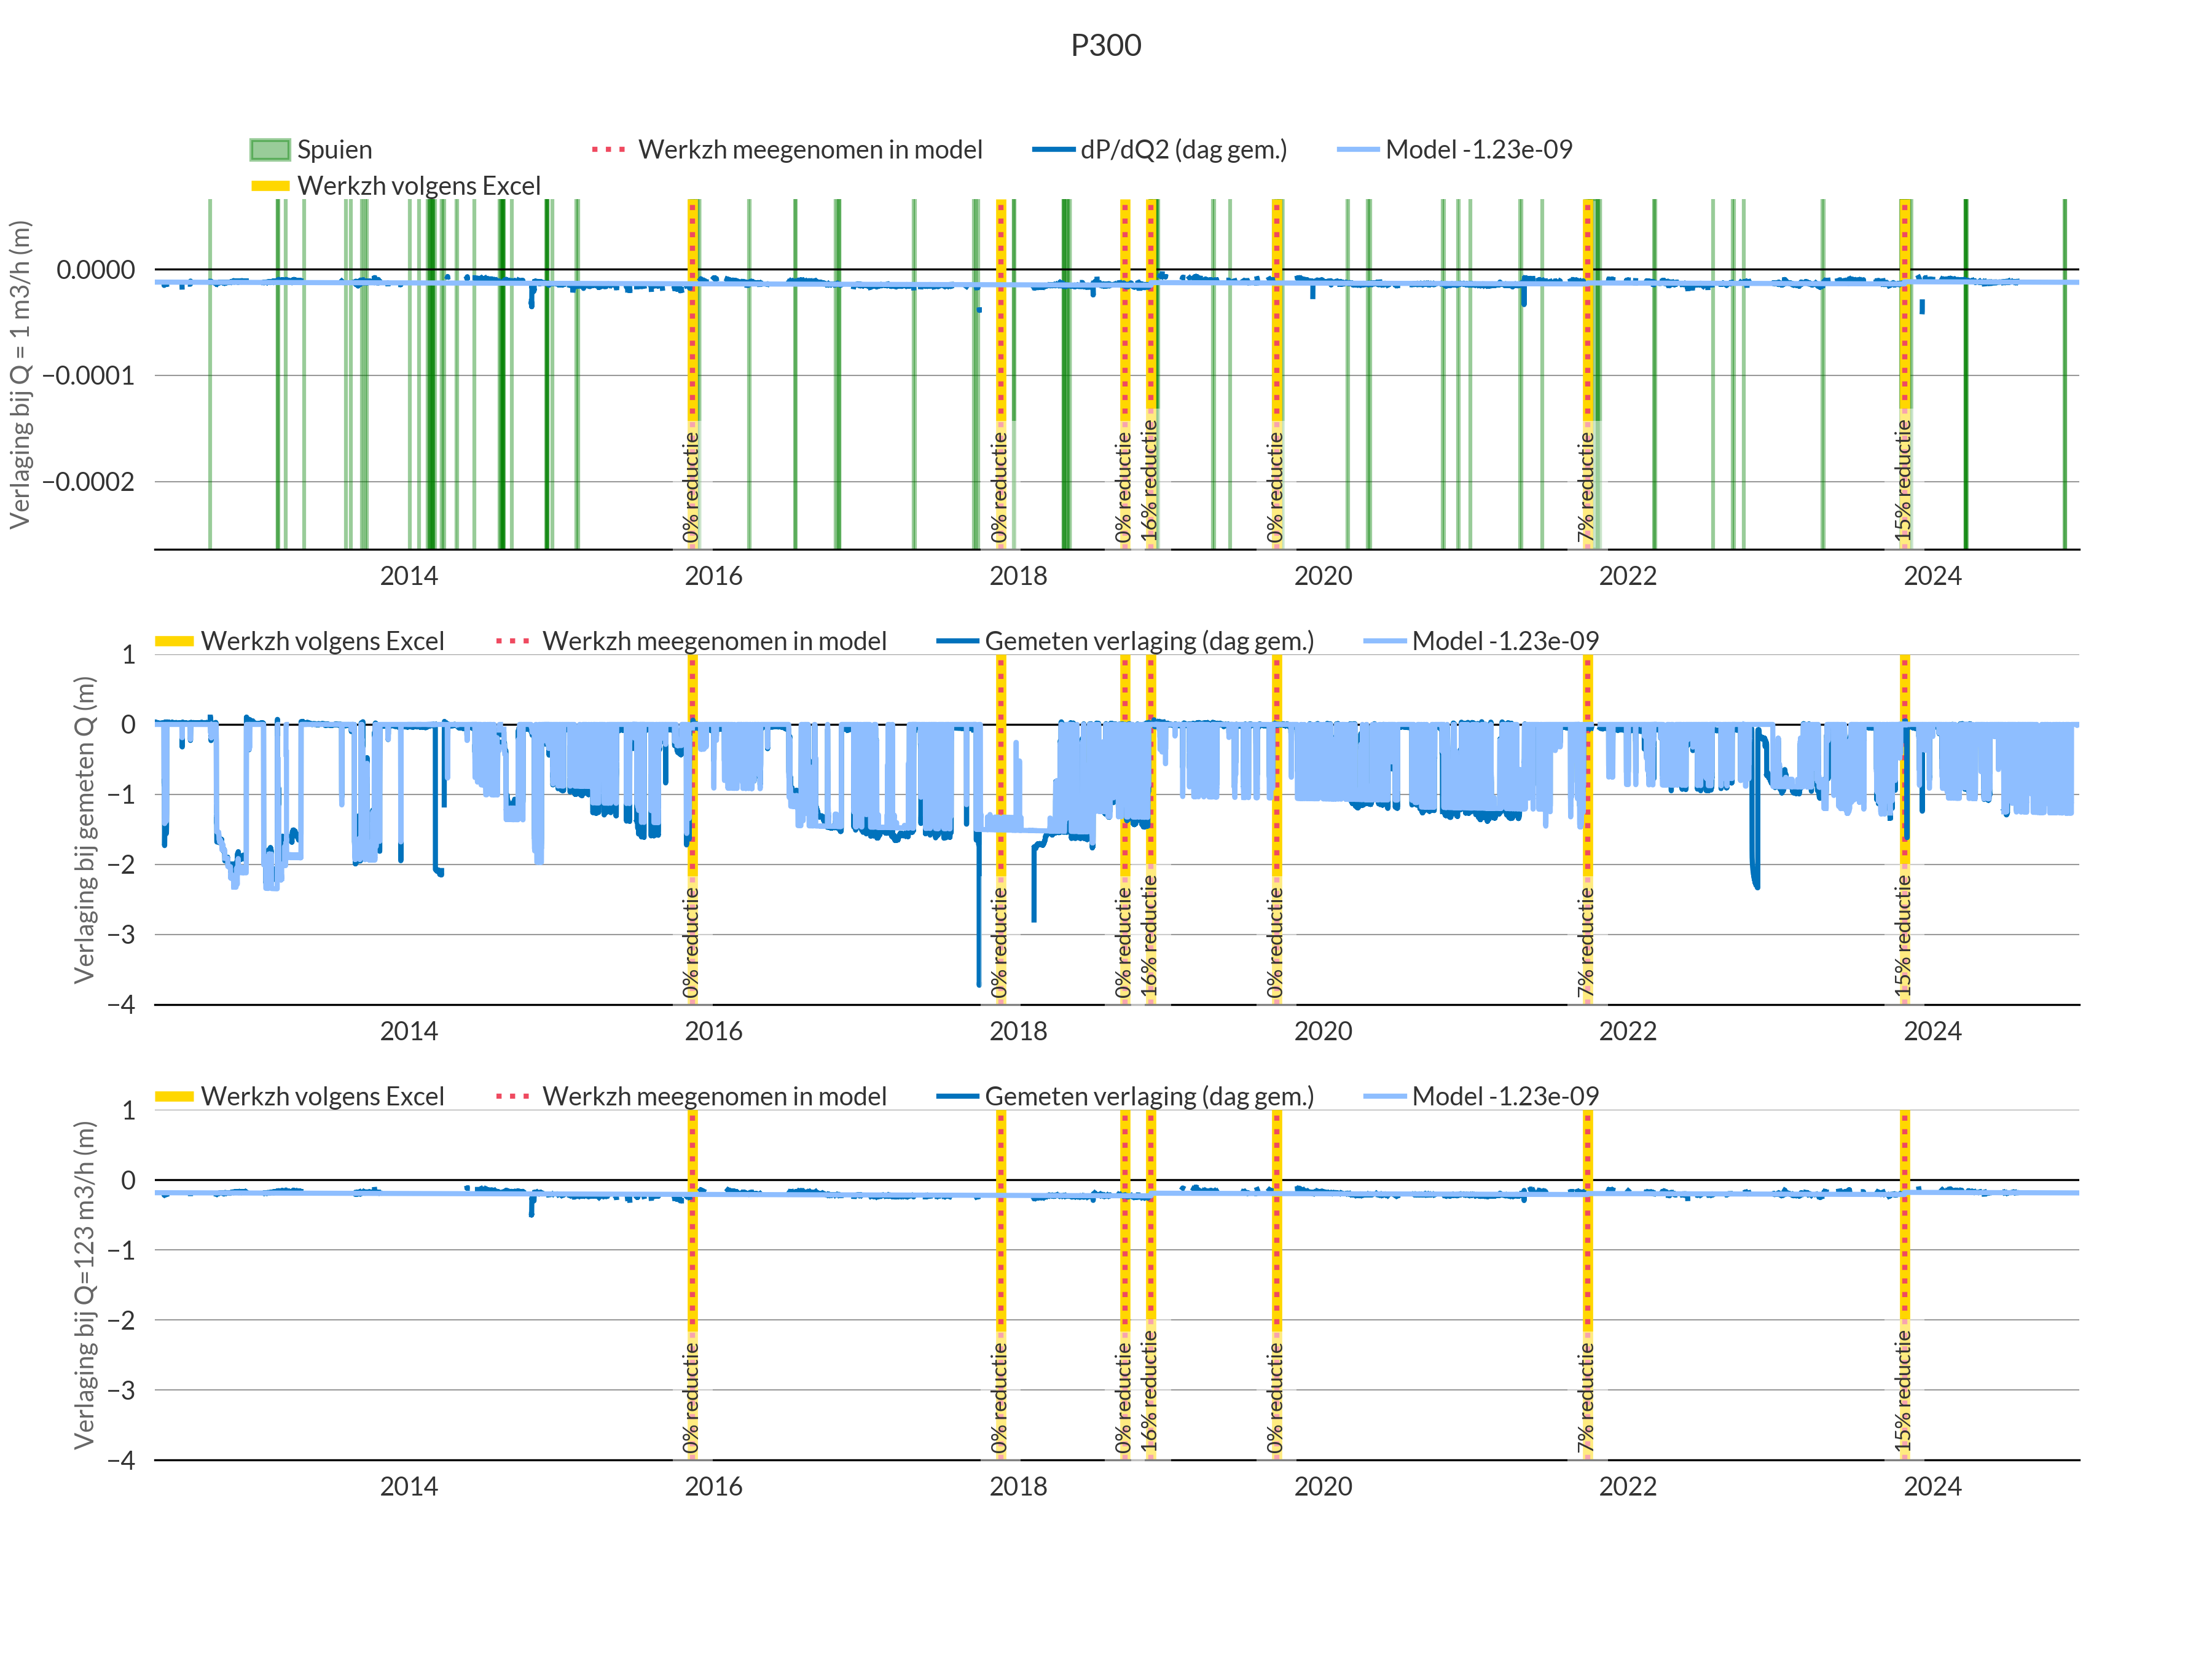 P300
Spuien
Werkzh meegenomen in model
dP/dQ2 (dag gem.)
Model -1.23e-09
Werkzh volgens Excel
Verlaging bij Q = 1 m3/h (m)
0.0000
−0.0001
−0.0002
0% reductie
0% reductie
0% reductie
16% reductie
0% reductie
7% reductie
15% reductie
2014
2016
2018
2020
2022
2024
Werkzh volgens Excel
Werkzh meegenomen in model
Gemeten verlaging (dag gem.)
Model -1.23e-09
Verlaging bij gemeten Q (m)
1
0
−1
−2
−3
−4
0% reductie
0% reductie
0% reductie
16% reductie
0% reductie
7% reductie
15% reductie
2014
2016
2018
2020
2022
2024
Werkzh volgens Excel
Werkzh meegenomen in model
Gemeten verlaging (dag gem.)
Model -1.23e-09
Verlaging bij Q=123 m3/h (m)
1
0
−1
−2
−3
−4
0% reductie
0% reductie
0% reductie
16% reductie
0% reductie
7% reductie
15% reductie
2014
2016
2018
2020
2022
2024